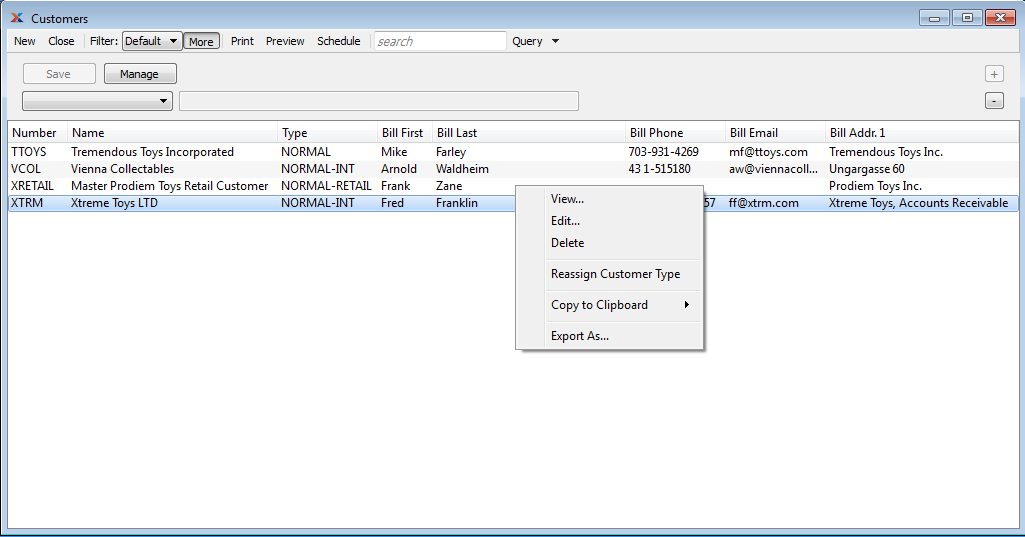 Customers
New Close Filter: Default More Print Preview Schedule search Query
Save Manage +
-
Number Name Type Bill First Bill Last Bill Phone Bill Email Bill Addr. 1
TTOYS Tremendous Toys Incorporated NORMAL Mike Farley 703-931-4269 mf@ttoys.com Tremendous Toys Inc.
VCOL Vienna Collectables NORMAL-INT Arnold Waldheim 43 1-515180 aw@viennacoll... Ungargasse 60
XRETAIL Master Prodiem Toys Retail Customer NORMAL-RETAIL Frank Zane Prodiem Toys Inc.
XTRM Xtreme Toys LTD NORMAL-INT Fred Franklin 57 ff@xtrm.com Xtreme Toys, Accounts Receivable
View...
Edit...
Delete
Reassign Customer Type
Copy to Clipboard
Export As...